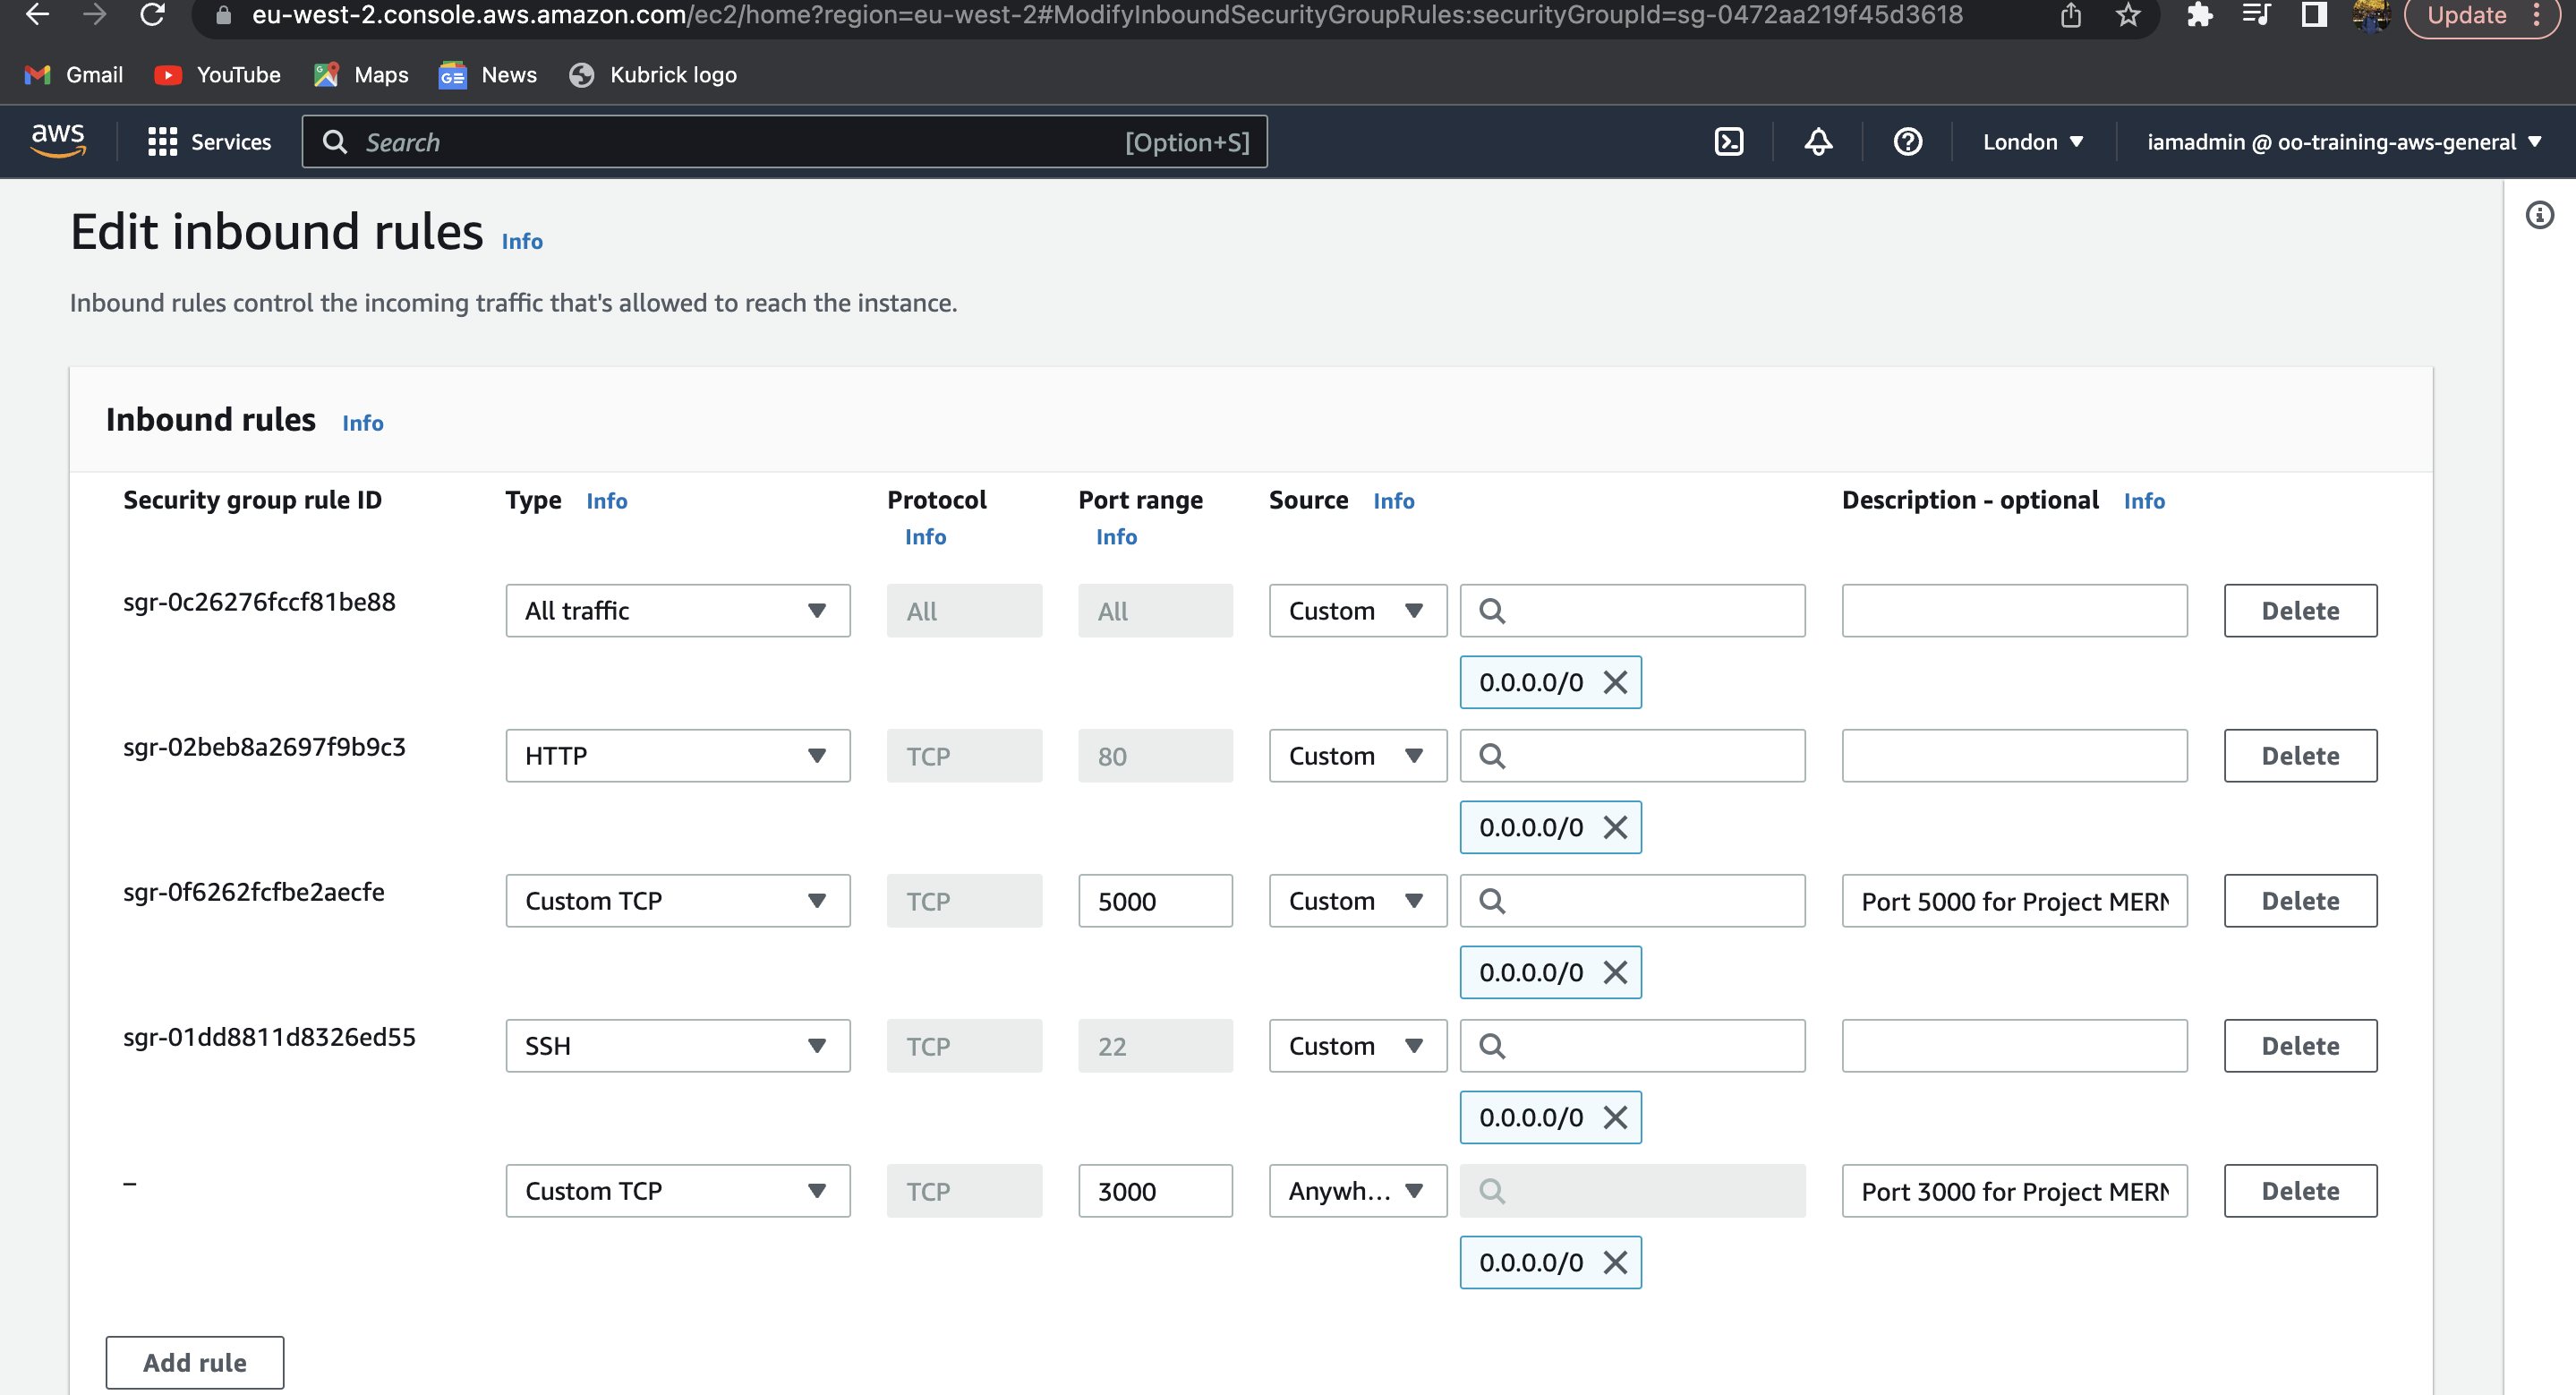 eu-west-2.console.aws.amazon.com/ec2/home?region=eu-west-2#ModifyInboundSecurityGroupRules:securityGroupId=sg-0472aa219f45d3618
Update
Gmail YouTube Maps News Kubrick logo
aws Services Search [Option+S] London iamadmin @ oo-training-aws-general
Edit inbound rules Info
Inbound rules control the incoming traffic that's allowed to reach the instance.
Inbound rules Info
Security group rule ID Type Info Protocol Info Port range Info Source Info Description - optional Info
sgr-0c26276fccf81be88 All traffic All All Custom Delete
0.0.0.0/0
sgr-02beb8a2697f9b9c3 HTTP TCP 80 Custom Delete
0.0.0.0/0
sgr-0f6262fcfbe2aecfe Custom TCP TCP 5000 Custom Port 5000 for Project MERN Delete
0.0.0.0/0
sgr-01dd8811d8326ed55 SSH TCP 22 Custom Delete
0.0.0.0/0
– Custom TCP TCP 3000 Anywh... Port 3000 for Project MERN Delete
0.0.0.0/0
Add rule